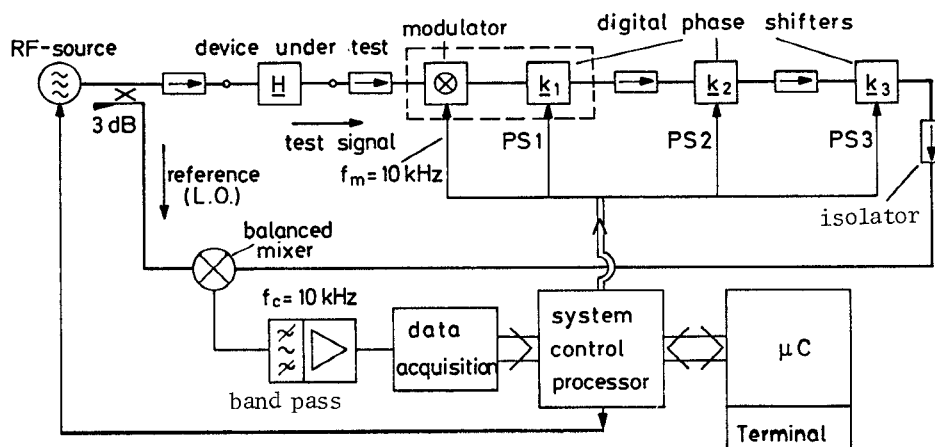 RF-source
device under test
modulator
digital phase shifters
H
k1
k2
k3
3 dB
test signal
fm = 10 kHz
PS1
PS2
PS3
reference
(L.O.)
isolator
balanced
mixer
fc = 10 kHz
data
acquisition
system
control
processor
μC
band pass
Terminal